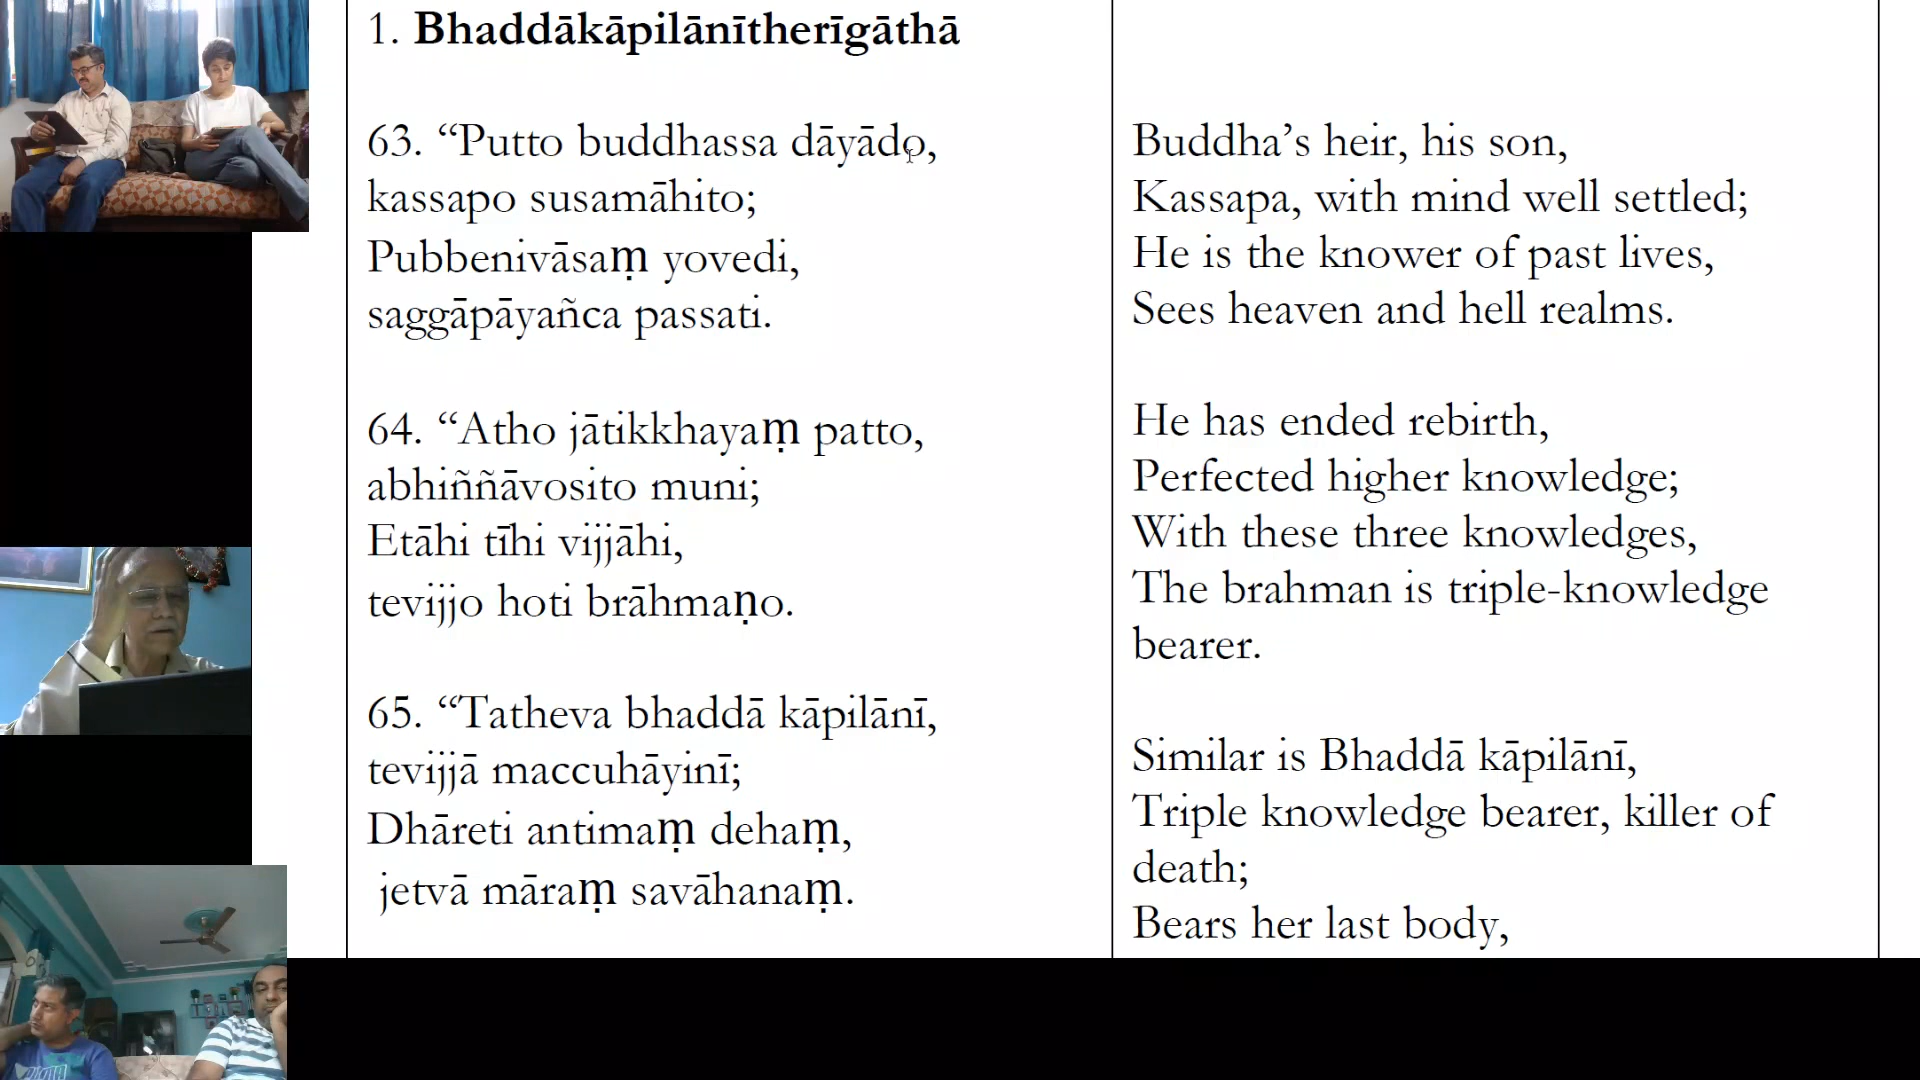 1. Bhaddākāpilānītherīgāthā
63. “Putto buddhassa dāyādo,
kassapo susamāhito;
Pubbenivāsaṃ yovedi,
saggāpāyañca passati.
64. “Atho jātikkhayaṃ patto,
abhiññāvosito muni;
Etāhi tīhi vijjāhi,
tevijjo hoti brāhmaṇo.
65. “Tatheva bhaddā kāpilānī,
tevijjā maccuhāyinī;
Dhāreti antimaṃ dehaṃ,
jetvā māraṃ savāhanaṃ.
Buddha’s heir, his son,
Kassapa, with mind well settled;
He is the knower of past lives,
Sees heaven and hell realms.
He has ended rebirth,
Perfected higher knowledge;
With these three knowledges,
The brahman is triple-knowledge
bearer.
Similar is Bhaddā kāpilānī,
Triple knowledge bearer, killer of
death;
Bears her last body,